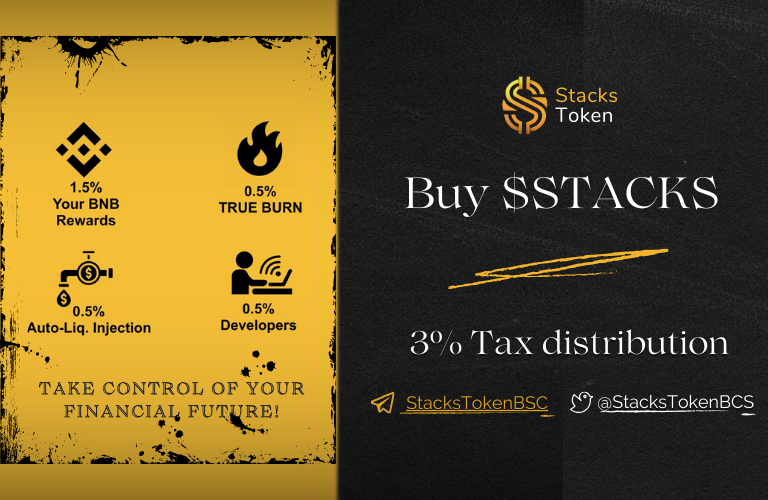 1.5%
Your BNB
Rewards
0.5%
TRUE BURN
0.5%
Auto-Liq. Injection
0.5%
Developers
TAKE CONTROL OF YOUR
FINANCIAL FUTURE!
Stacks
Token
Buy $STACKS
3% Tax distribution
StacksTokenBSC
@StacksTokenBCS